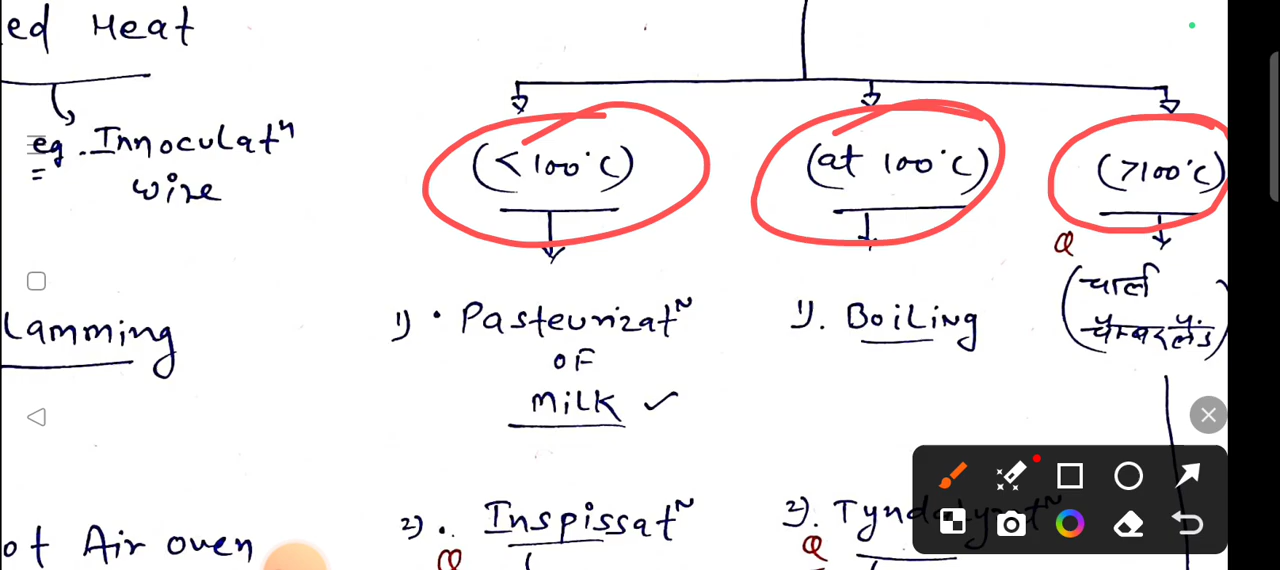 ed Heat
eg. Innoculatⁿ
wire
(< 100°C)
(at 100°C)
(>100°C)
Q
(चार्ल
1) • Pasteurizatⁿ
OF
MiLK ✓
1). Boiling
Lamming
2) •. Inspissatⁿ
Q
2). Tynd
Q
ot Air oven